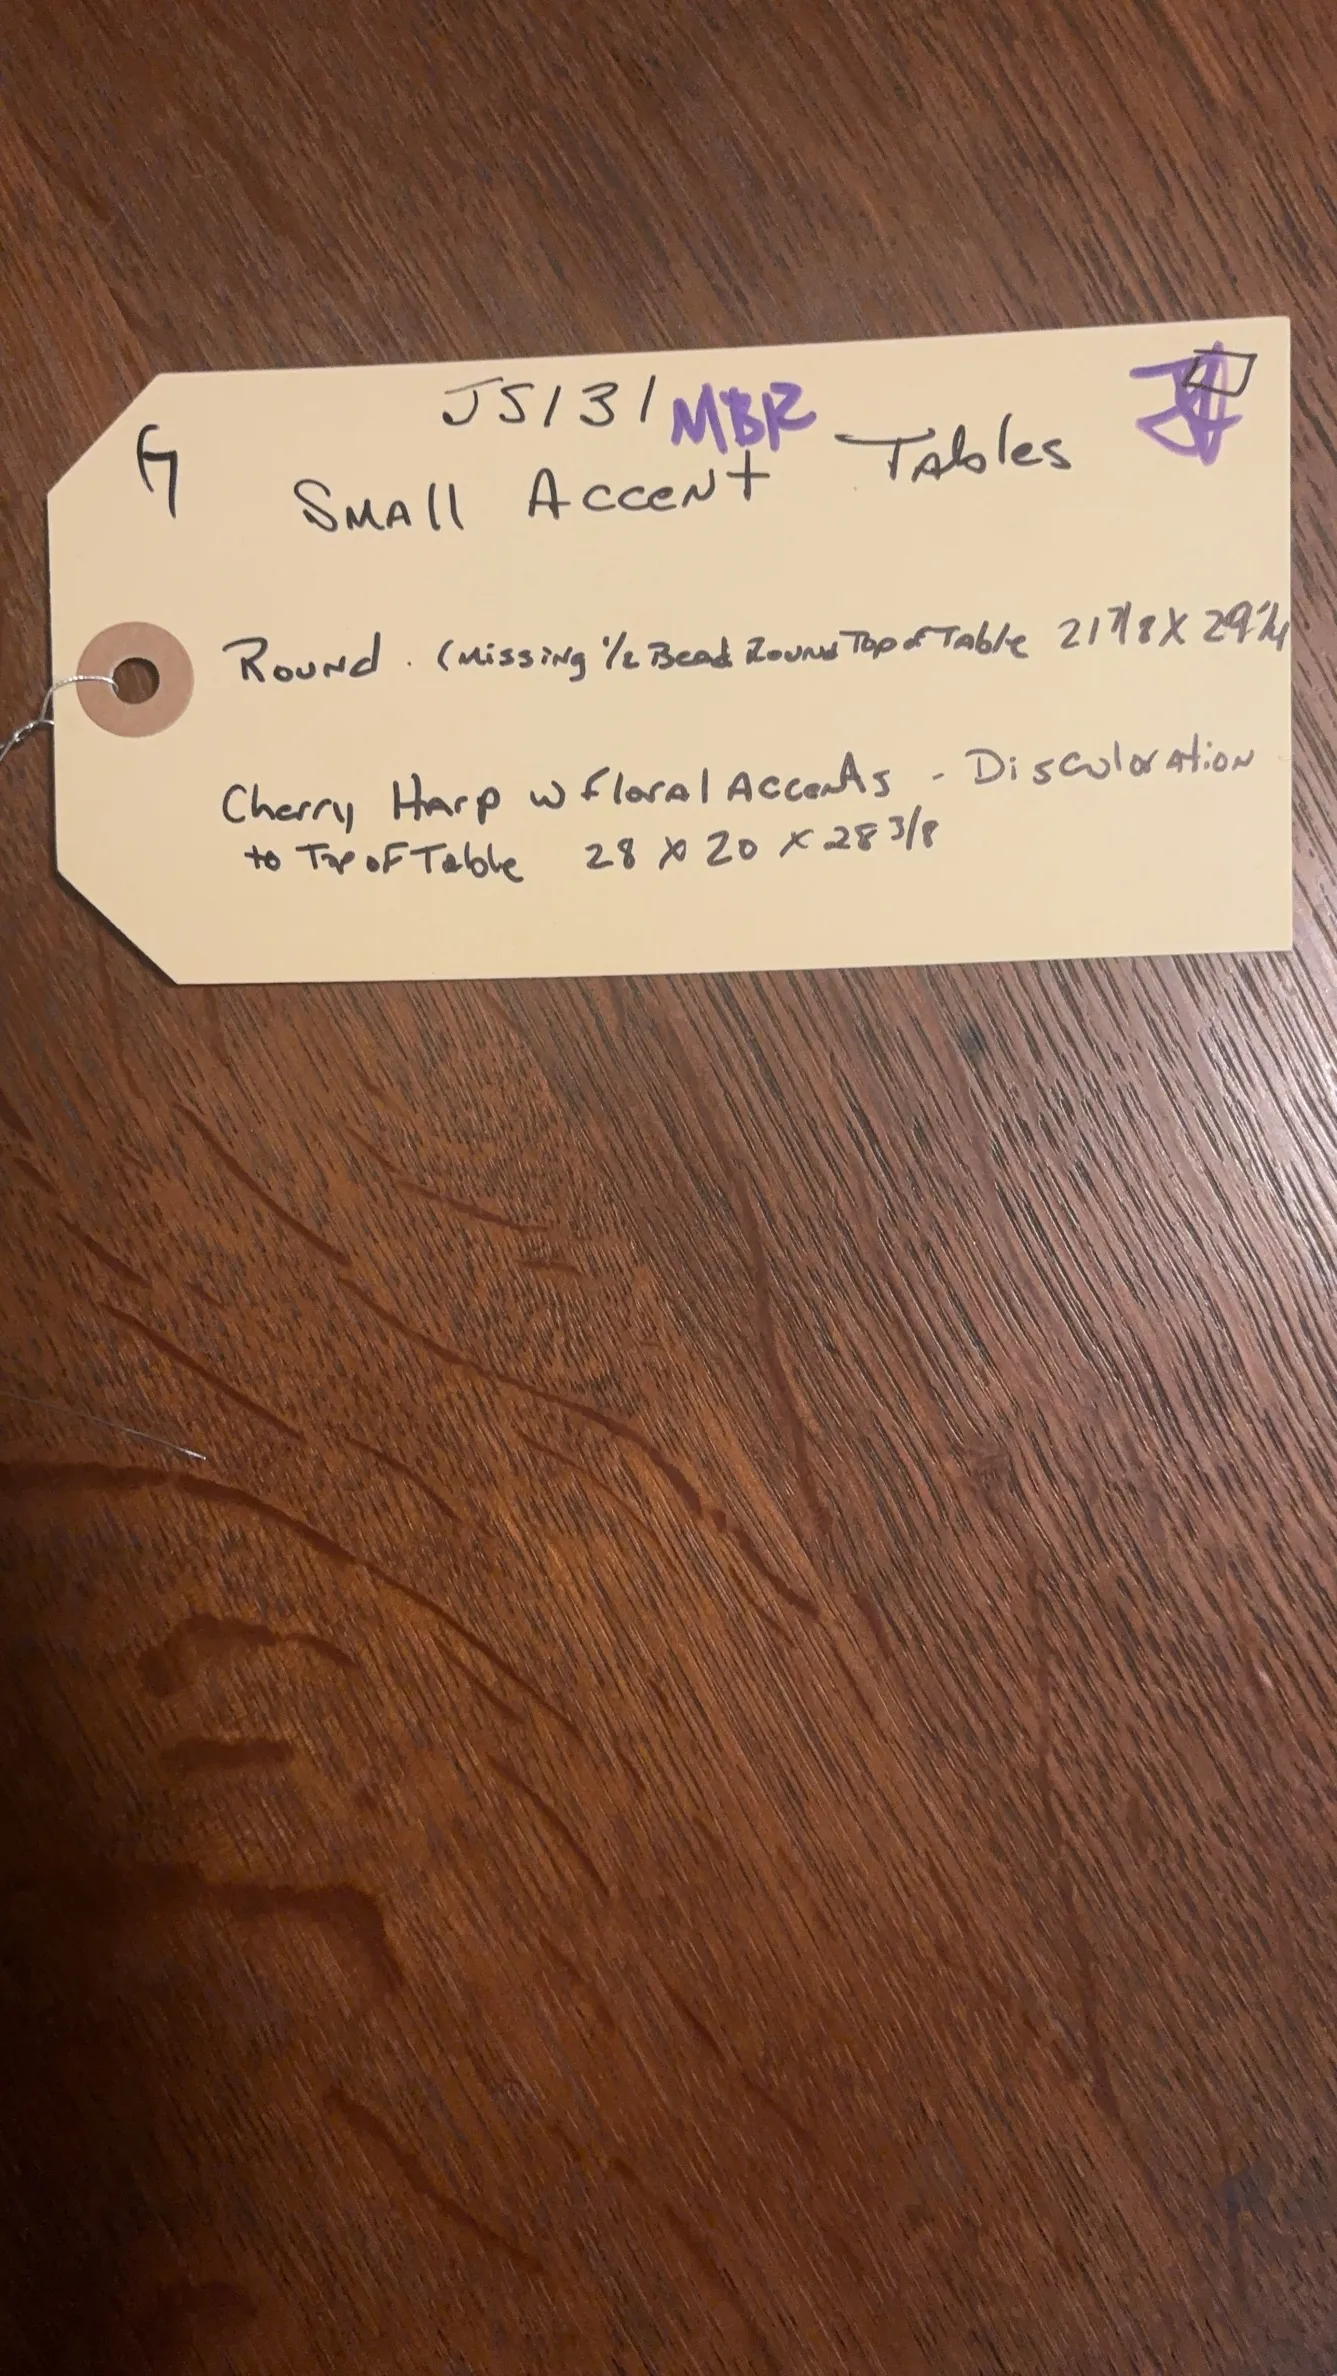 JS131 MBR
Small Accent Tables
Round. (Missing 1/2 Bead Round Top of Table 21 7/8 X 29 1/4
Cherry Harp w floral Accents - Discoloration
to Top of Table 28 x 20 x 28 3/8